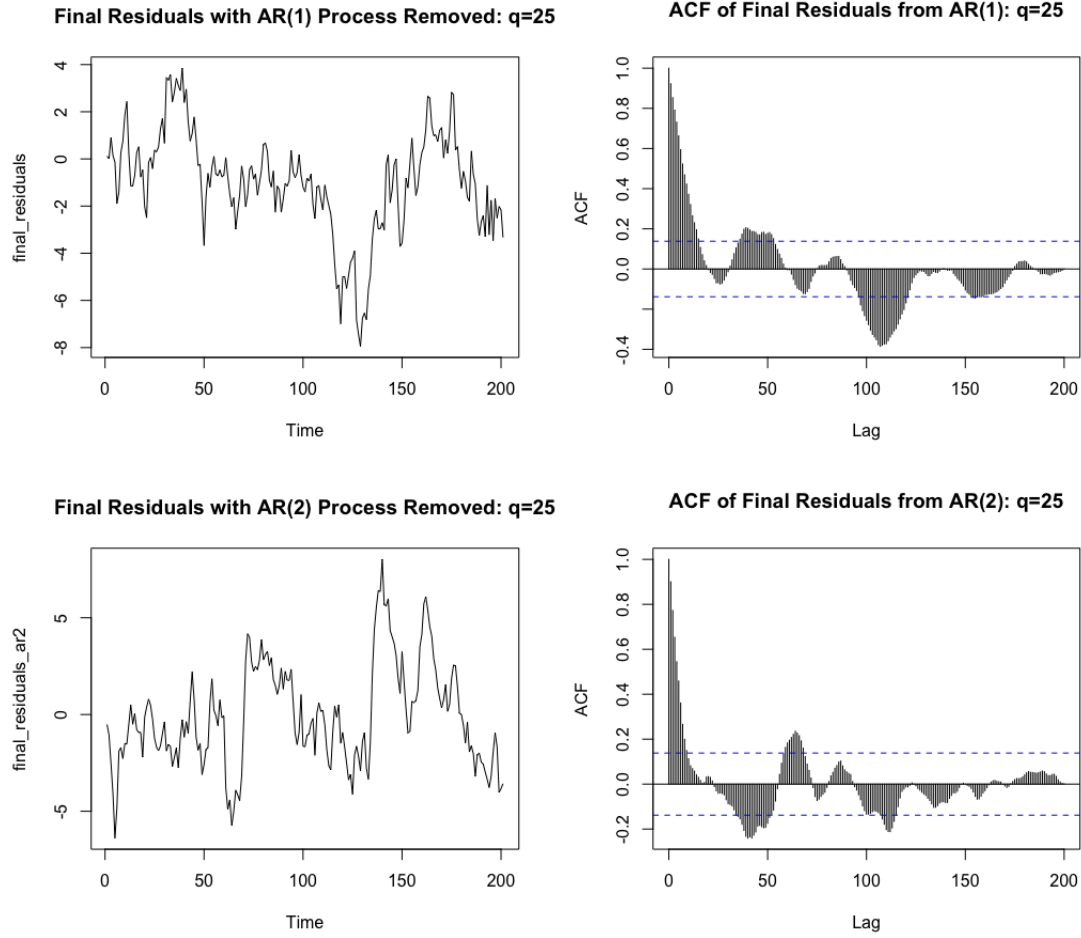 Final Residuals with AR(1) Process Removed: q=25
final_residuals
4
2
0
-2
-4
-6
-8
0 50 100 150 200
Time
ACF of Final Residuals from AR(1): q=25
ACF
1.0
0.8
0.6
0.4
0.2
0.0
-0.4
0 50 100 150 200
Lag
Final Residuals with AR(2) Process Removed: q=25
final_residuals_ar2
5
0
-5
0 50 100 150 200
Time
ACF of Final Residuals from AR(2): q=25
ACF
1.0
0.8
0.6
0.4
0.2
0.0
-0.2
0 50 100 150 200
Lag